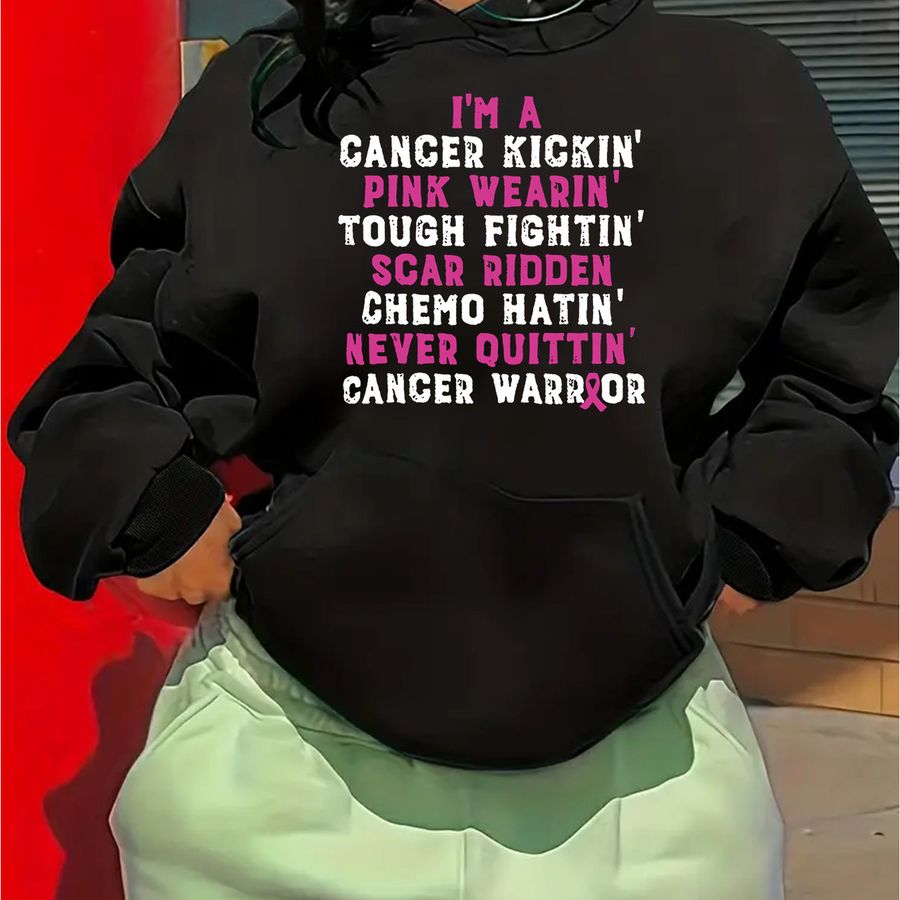 I'M A
CANCER KICKIN'
PINK WEARIN'
TOUGH FIGHTIN'
SCAR RIDDEN
CHEMO HATIN'
NEVER QUITTIN'
CANCER WARRIOR